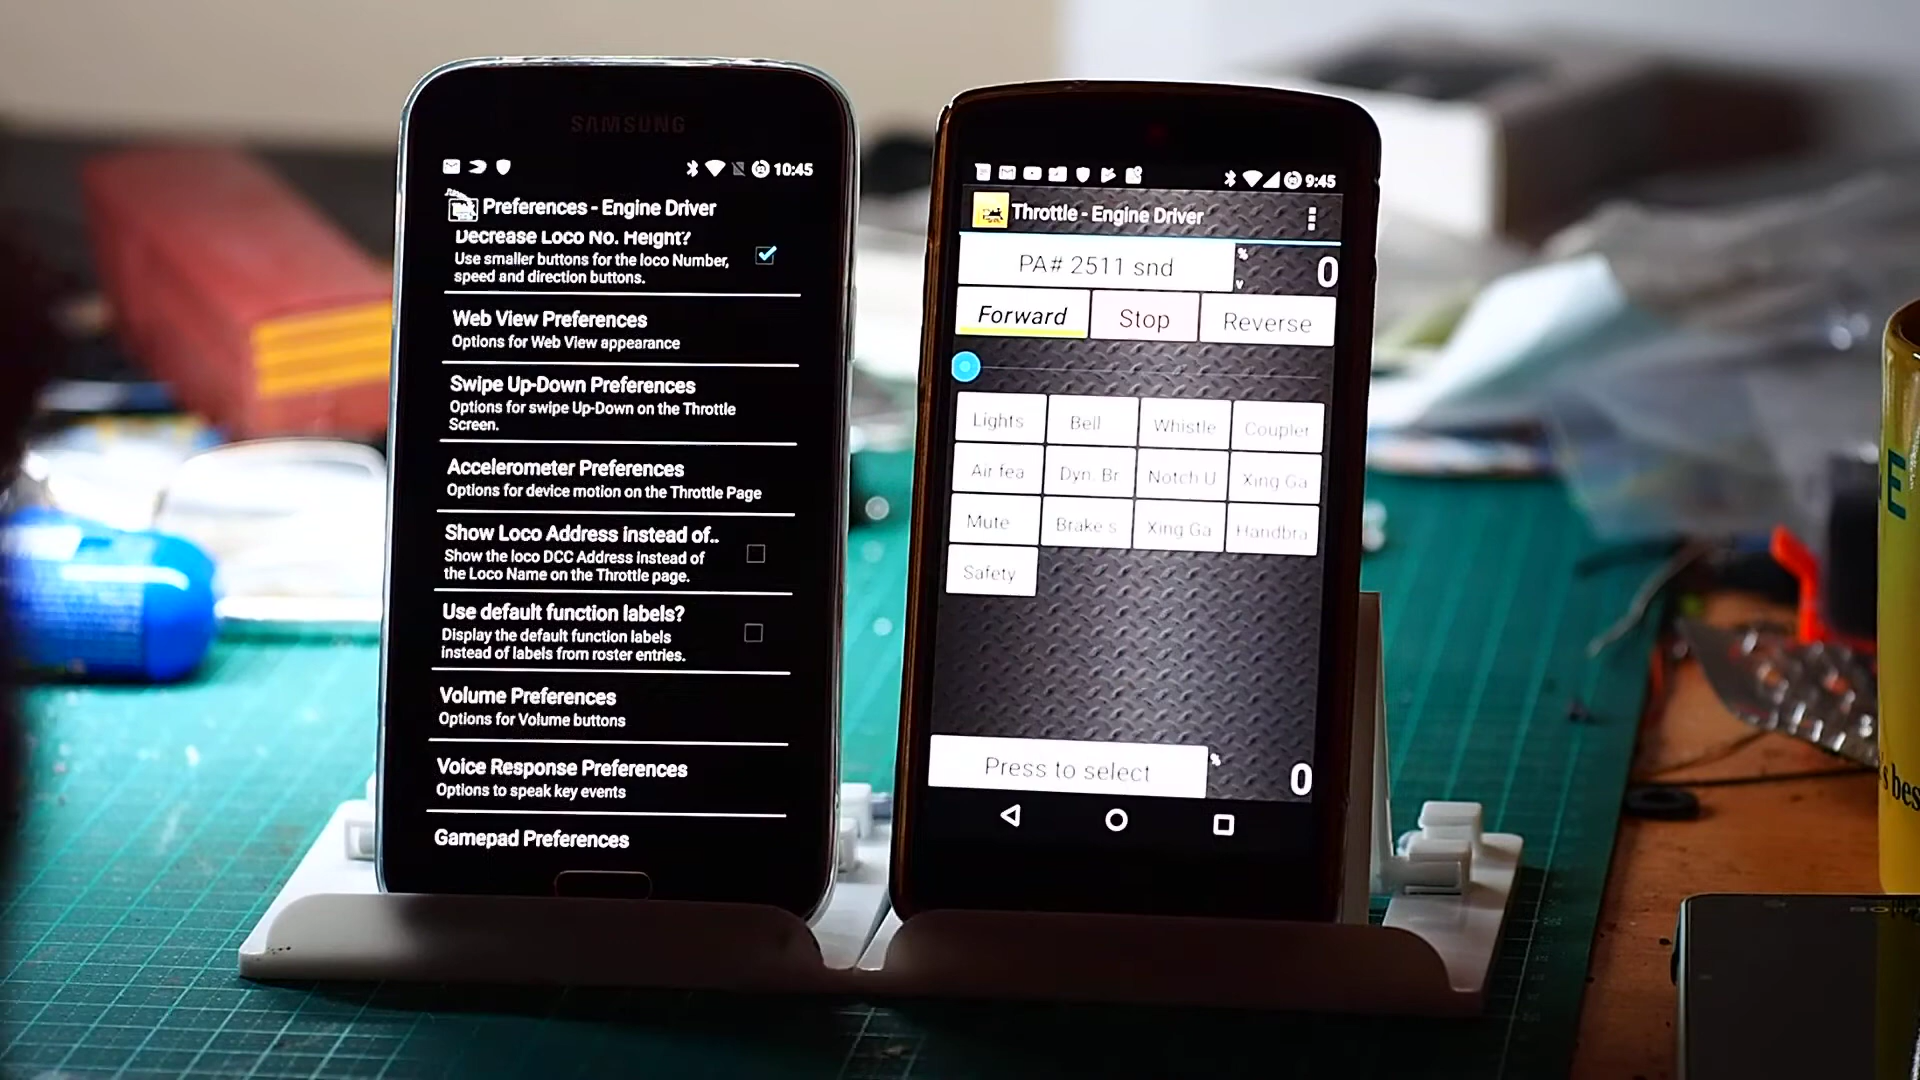 SAMSUNG
10:45
Preferences - Engine Driver
Decrease Loco No. Height?
Use smaller buttons for the loco Number,
speed and direction buttons.
Web View Preferences
Options for Web View appearance
Swipe Up-Down Preferences
Options for swipe Up-Down on the Throttle
Screen.
Accelerometer Preferences
Options for device motion on the Throttle Page
Show Loco Address instead of..
Show the loco DCC Address instead of
the Loco Name on the Throttle page.
Use default function labels?
Display the default function labels
instead of labels from roster entries.
Volume Preferences
Options for Volume buttons
Voice Response Preferences
Options to speak key events
Gamepad Preferences
9:45
Throttle - Engine Driver
PA# 2511 snd
% 0
Forward Stop Reverse
Lights Bell Whistle Coupler
Air fea Dyn. Br Notch U Xing Ga
Mute Brake s Xing Ga Handbra
Safety
Press to select
% 0
E
's bes